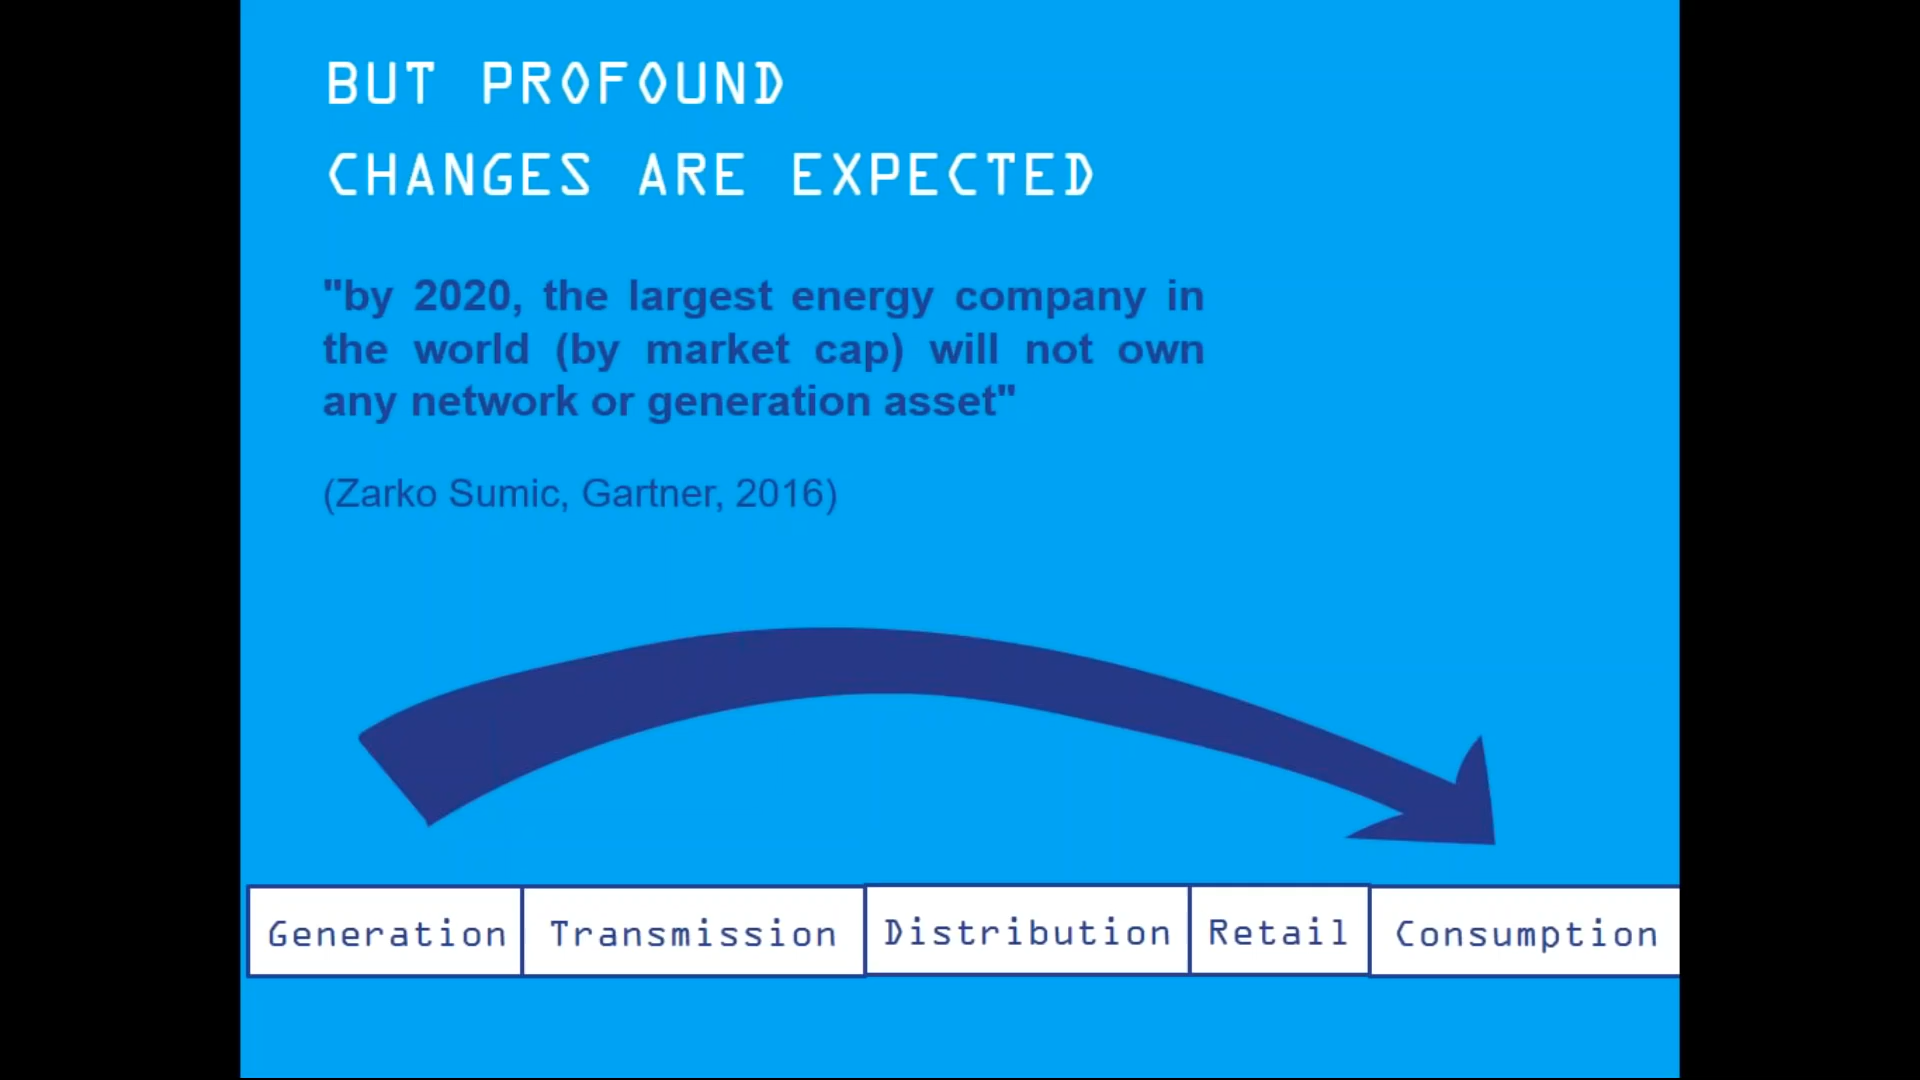 BUT PROFOUND
CHANGES ARE EXPECTED
"by 2020, the largest energy company in
the world (by market cap) will not own
any network or generation asset"
(Zarko Sumic, Gartner, 2016)
Generation Transmission Distribution Retail Consumption